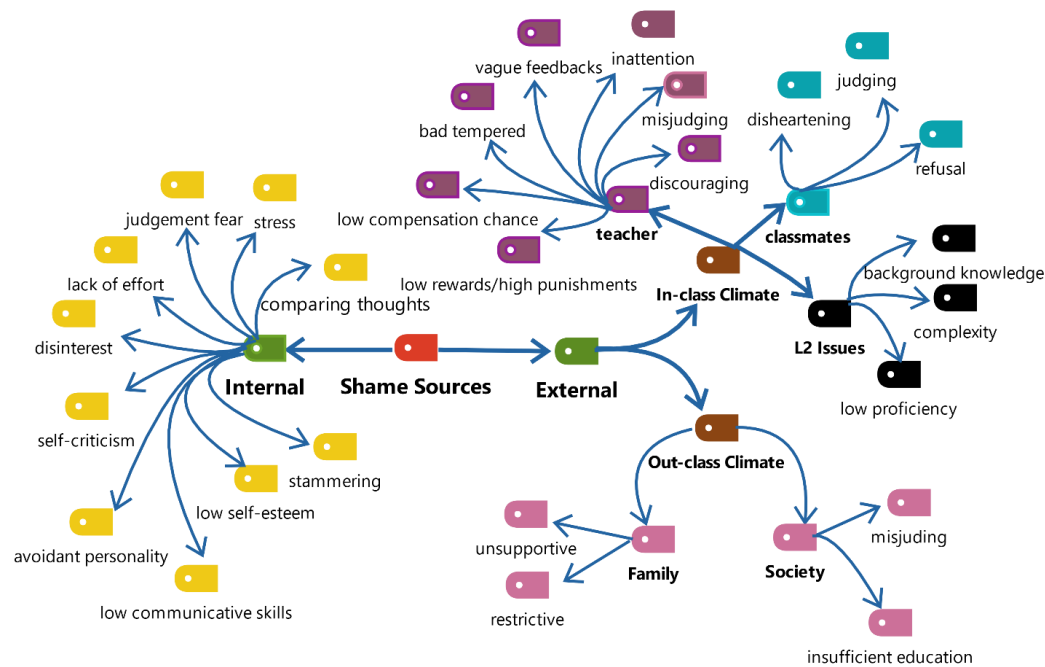 inattention
vague feedbacks
judging
misjudging
disheartening
bad tempered
refusal
discouraging
judgement fear
stress
low compensation chance
teacher
classmates
background knowledge
lack of effort
low rewards/high punishments
In-class Climate
comparing thoughts
complexity
disinterest
L2 Issues
Internal
Shame Sources
External
low proficiency
self-criticism
Out-class Climate
stammering
low self-esteem
misjuding
unsupportive
avoidant personality
Family
Society
low communicative skills
restrictive
insufficient education